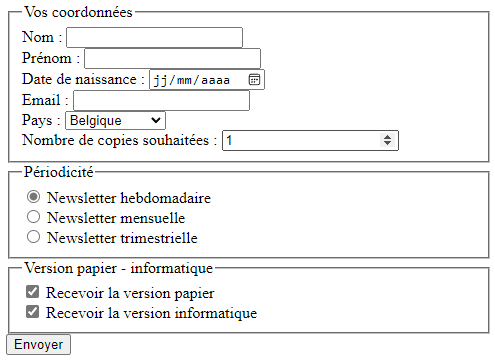 Vos coordonnées
Nom :
Prénom :
Date de naissance : jj/mm/aaaa
Email :
Pays : Belgique
Nombre de copies souhaitées : 1
Périodicité
Newsletter hebdomadaire
Newsletter mensuelle
Newsletter trimestrielle
Version papier - informatique
Recevoir la version papier
Recevoir la version informatique
Envoyer